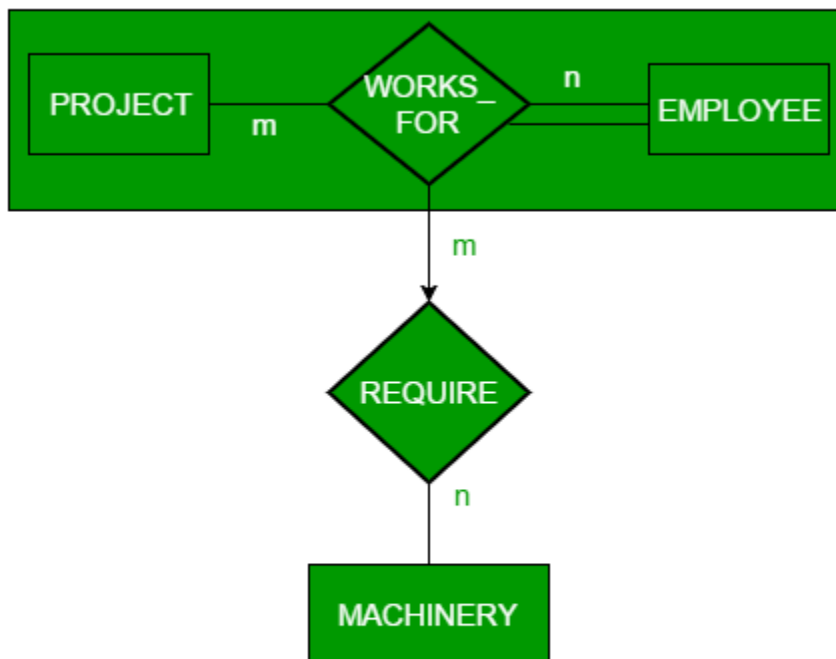 PROJECT
m
WORKS_
FOR
n
EMPLOYEE
m
REQUIRE
n
MACHINERY